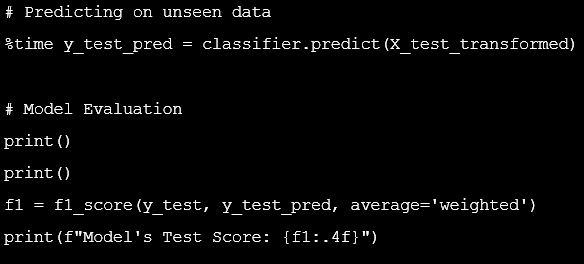 # Predicting on unseen data
%time y_test_pred = classifier.predict(X_test_transformed)
# Model Evaluation
print()
print()
f1 = f1_score(y_test, y_test_pred, average='weighted')
print(f"Model's Test Score: {f1:.4f}")